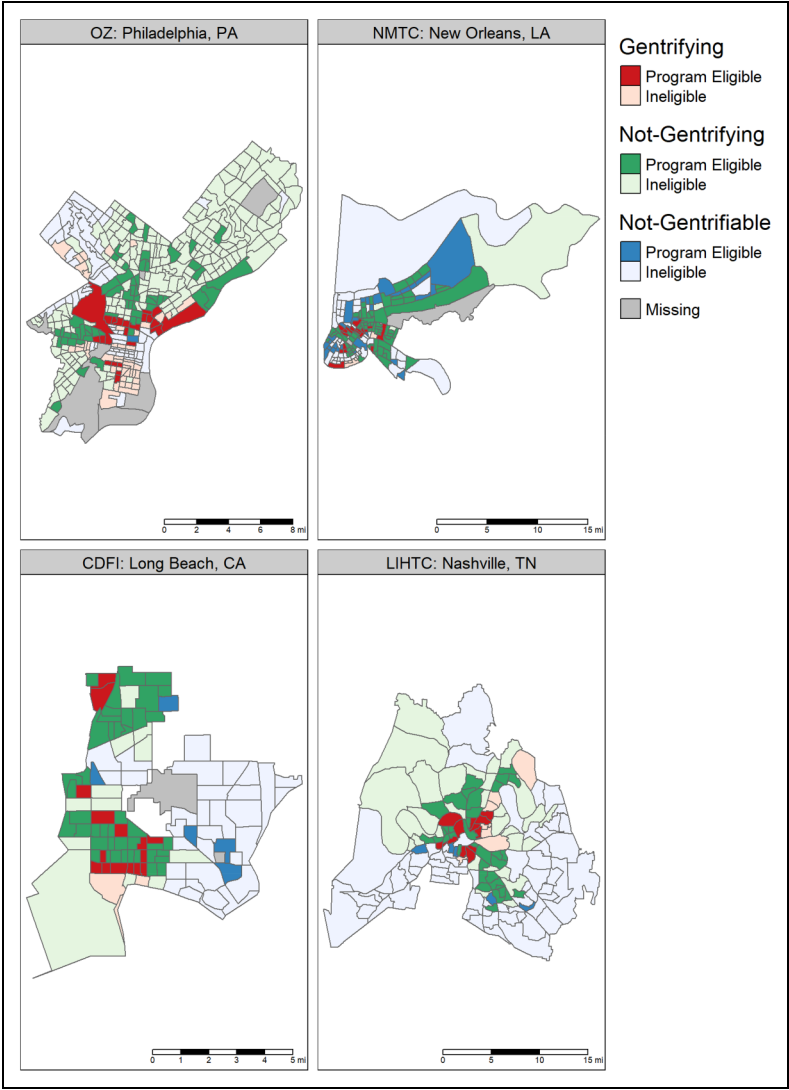 OZ: Philadelphia, PA
NMTC: New Orleans, LA
Gentrifying
Program Eligible
Ineligible
Not-Gentrifying
Program Eligible
Ineligible
Not-Gentrifiable
Program Eligible
Ineligible
Missing
0 2 4 6 8 mi
0 5 10 15 mi
CDFI: Long Beach, CA
LIHTC: Nashville, TN
0 1 2 3 4 5 mi
0 5 10 15 mi